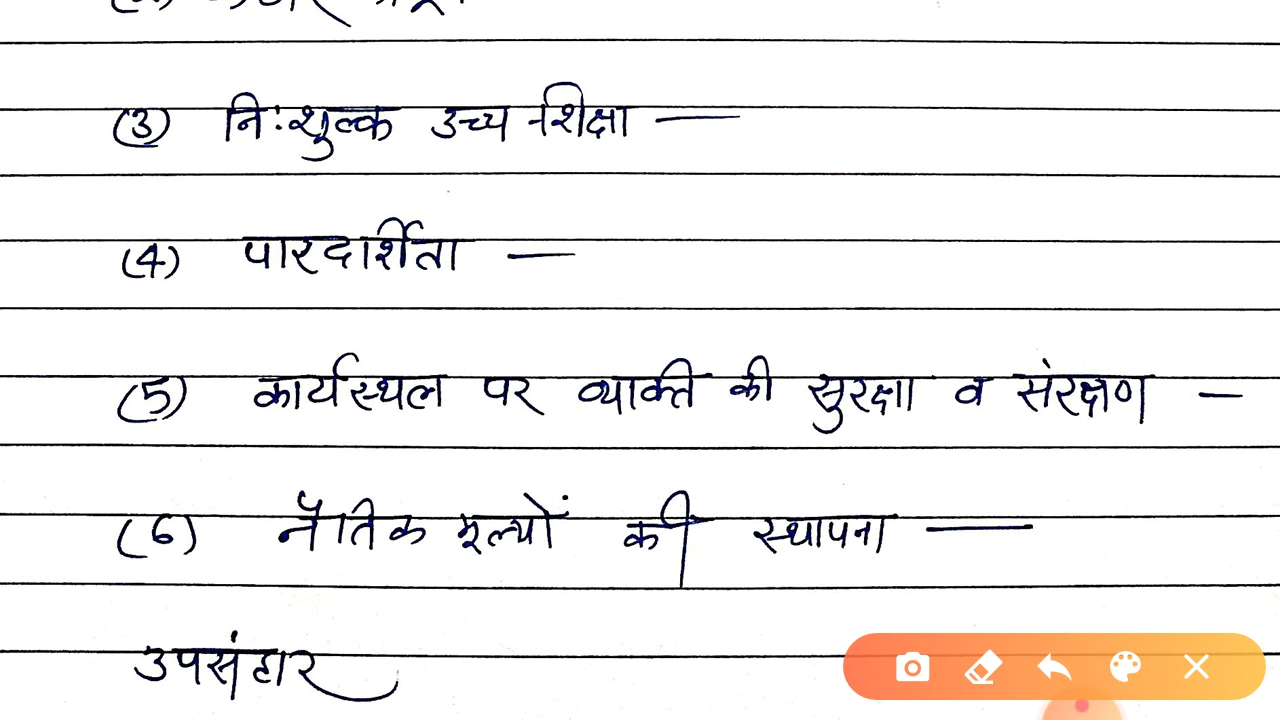 (3) नि:शुल्क उच्च शिक्षा —
(4) पारदर्शिता —
(5) कार्यस्थल पर व्यक्ति की सुरक्षा व संरक्षण —
(6) नैतिक मूल्यों की स्थापना —
उपसंहार